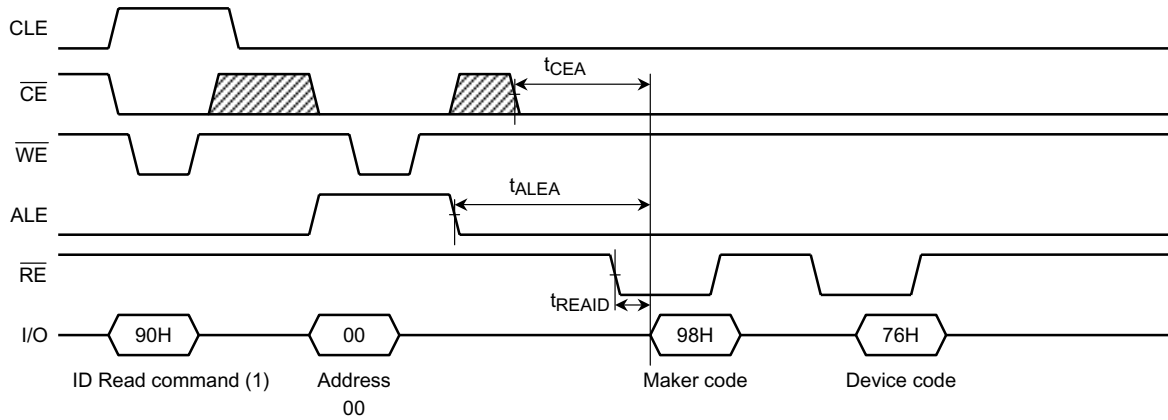 CLE
CE
tCEA
WE
tALEA
ALE
RE
tREAID
I/O
90H
00
98H
76H
ID Read command (1)
Address
00
Maker code
Device code